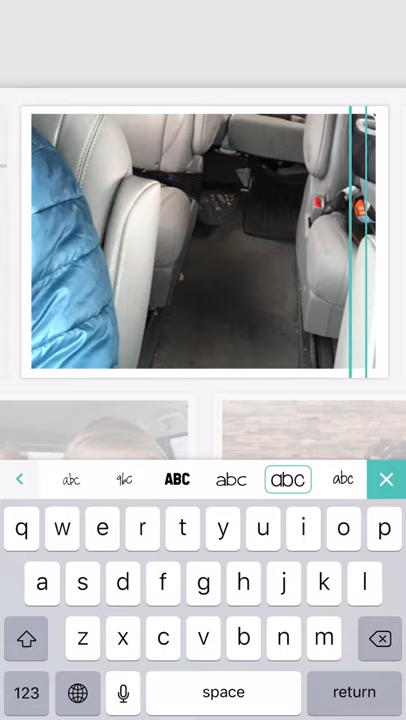 abc abc ABC abc abc abc
q w e r t y u i o p
a s d f g h j k l
z x c v b n m
123 space return